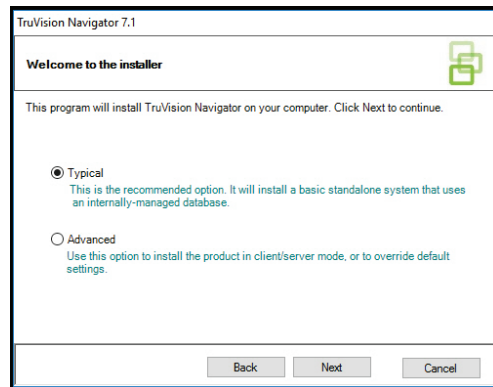 TruVision Navigator 7.1
Welcome to the installer
This program will install TruVision Navigator on your computer. Click Next to continue.
Typical
This is the recommended option. It will install a basic standalone system that uses
an internally-managed database.
Advanced
Use this option to install the product in client/server mode, or to override default
settings.
Back Next Cancel